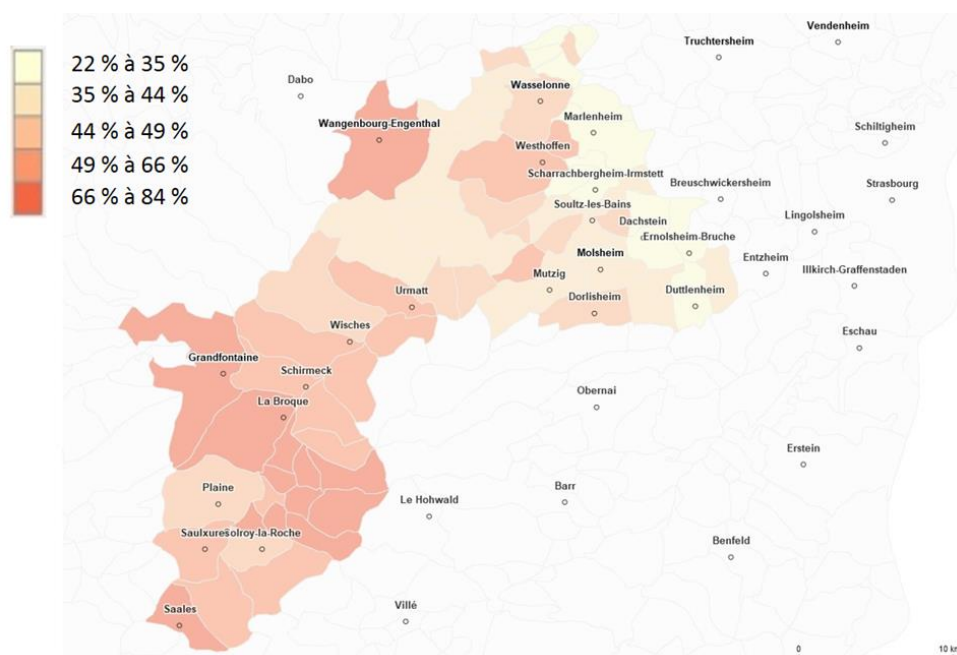 22 % à 35 %
35 % à 44 %
44 % à 49 %
49 % à 66 %
66 % à 84 %
Vendenheim
Truchtersheim
Dabo
Wasselonne
Marlenheim
Wangenbourg-Engenthal
Schiltigheim
Westhoffen
Scharrachbergheim-Irmstett
Breuschwickersheim
Strasbourg
Soultz-les-Bains
Dachstein
Lingolsheim
Ernolsheim-Bruche
Molsheim
Entzheim
Illkirch-Graffenstaden
Mutzig
Urmatt
Dorlisheim
Duttlenheim
Wisches
Eschau
Grandfontaine
Schirmeck
Obernai
La Broque
Erstein
Plaine
Le Hohwald
Barr
Saulxures
Colroy-la-Roche
Benfeld
Saales
Villé
0
10 km